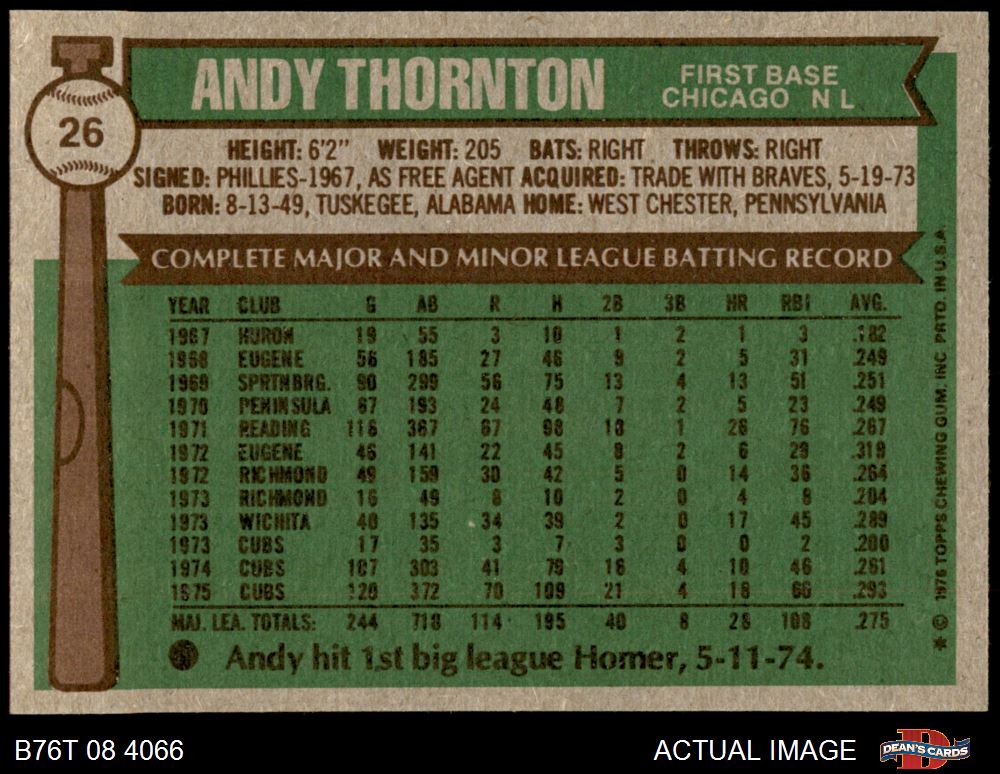 26
ANDY THORNTON
FIRST BASE
CHICAGO N L
HEIGHT: 6'2" WEIGHT: 205 BATS: RIGHT THROWS: RIGHT
SIGNED: PHILLIES-1967, AS FREE AGENT ACQUIRED: TRADE WITH BRAVES, 5-19-73
BORN: 8-13-49, TUSKEGEE, ALABAMA HOME: WEST CHESTER, PENNSYLVANIA
COMPLETE MAJOR AND MINOR LEAGUE BATTING RECORD
YEAR CLUB G AB R H 2B 3B HR RBI AVG.
1967 HURON 19 55 3 10 1 2 1 3 .182
1968 EUGENE 56 185 27 46 9 2 5 31 .249
1969 SPRTNBRG. 90 299 56 75 13 4 13 51 .251
1970 PENINSULA 67 193 24 48 7 2 5 23 .249
1971 READING 116 367 67 98 18 1 26 76 .267
1972 EUGENE 46 141 22 45 8 2 6 29 .319
1972 RICHMOND 49 159 30 42 5 0 14 36 .264
1973 RICHMOND 16 49 8 10 2 0 4 9 .204
1973 WICHITA 40 135 34 39 2 0 17 45 .289
1973 CUBS 17 35 3 7 3 0 0 2 .200
1974 CUBS 107 303 41 79 16 4 10 46 .261
1975 CUBS 120 372 70 109 21 4 18 60 .293
MAJ. LEA. TOTALS: 244 710 114 195 40 8 28 108 .275
Andy hit 1st big league Homer, 5-11-74.
* © 1976 TOPPS CHEWING GUM, INC PRTD. IN U.S.A.
B76T 08 4066
ACTUAL IMAGE
DEAN'S CARDS